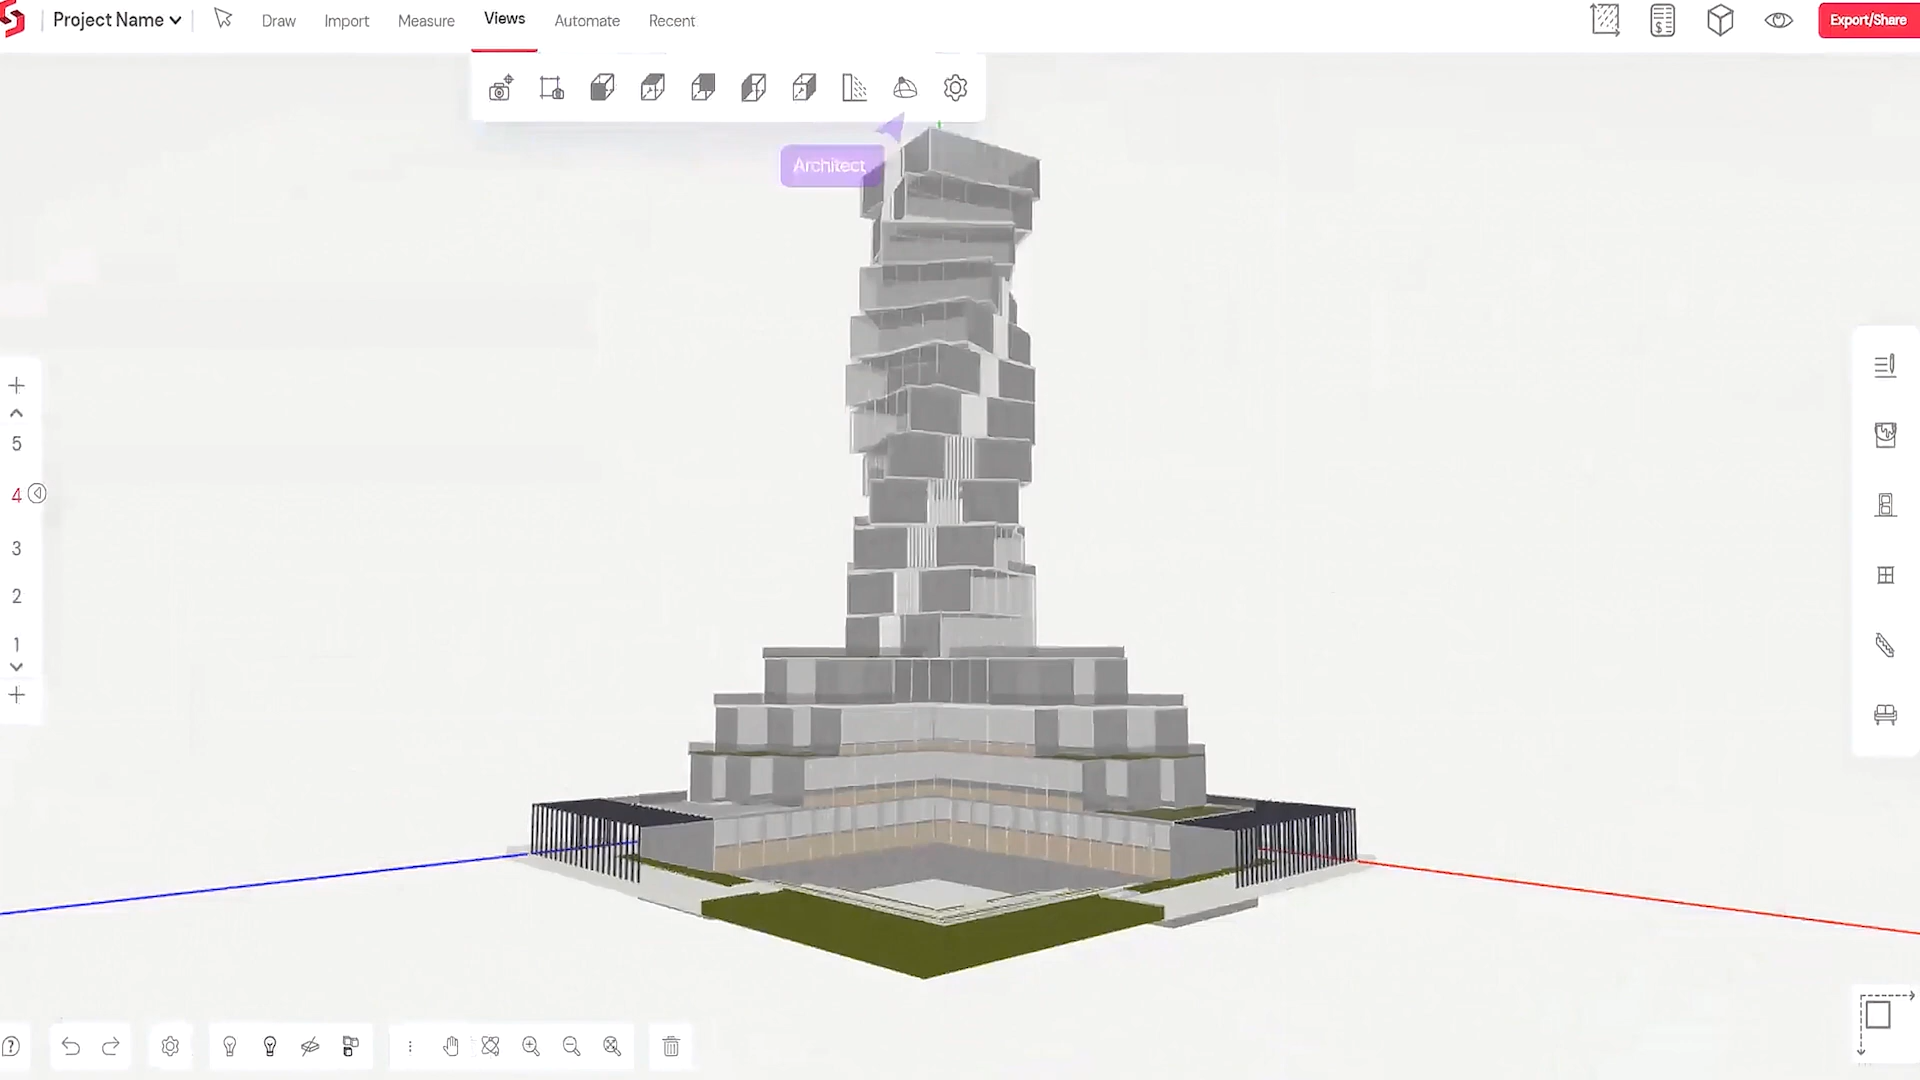 Project Name
Draw
Import
Measure
Views
Automate
Recent
Export/Share
Architect
5
4
3
2
1